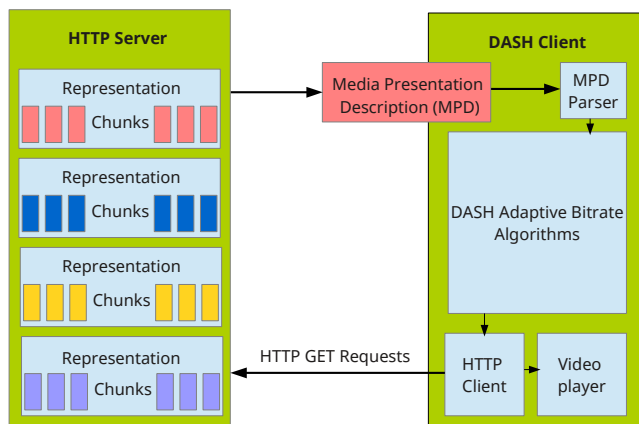 HTTP Server
Representation
Chunks
Representation
Chunks
Representation
Chunks
Representation
Chunks
Media Presentation
Description (MPD)
HTTP GET Requests
DASH Client
MPD
Parser
DASH Adaptive Bitrate
Algorithms
HTTP
Client
Video
player